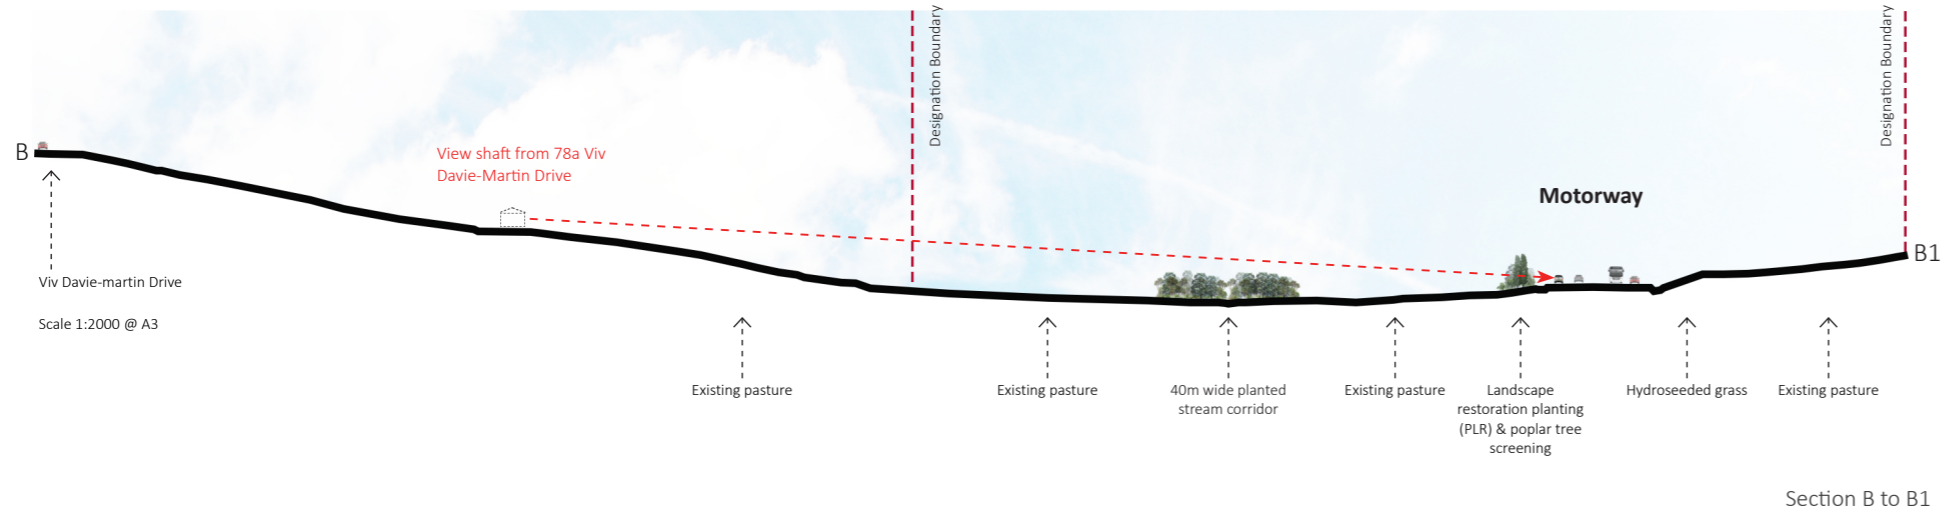 Designation Boundary
Designation Boundary
B
View shaft from 78a Viv
Davie-Martin Drive
Motorway
B1
Viv Davie-martin Drive
Scale 1:2000 @ A3
Existing pasture
Existing pasture
40m wide planted
stream corridor
Existing pasture
Landscape
restoration planting
(PLR) & poplar tree
screening
Hydroseeded grass
Existing pasture
Section B to B1